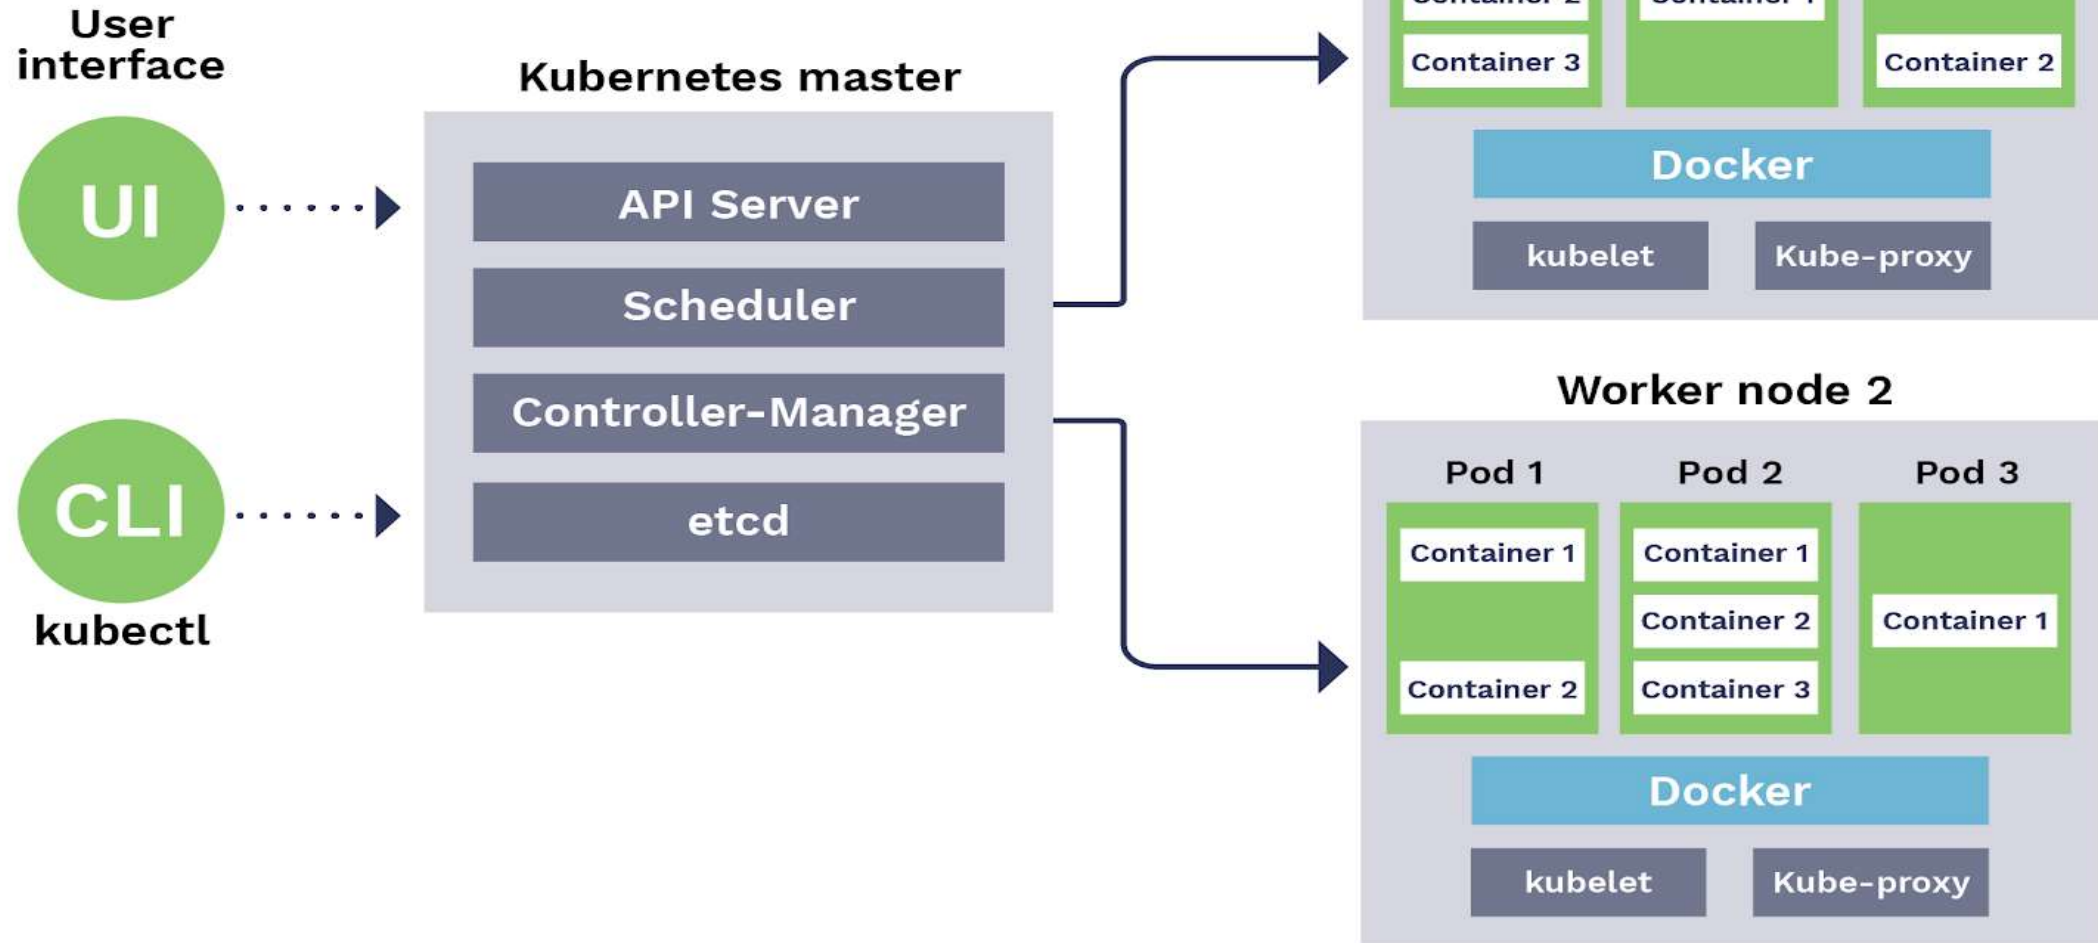 User
interface
UI
CLI
kubectl
Kubernetes master
API Server
Scheduler
Controller-Manager
etcd
Container 3
Container 2
Docker
kubelet
Kube-proxy
Worker node 2
Pod 1
Pod 2
Pod 3
Container 1
Container 2
Container 1
Container 2
Container 3
Container 1
Docker
kubelet
Kube-proxy